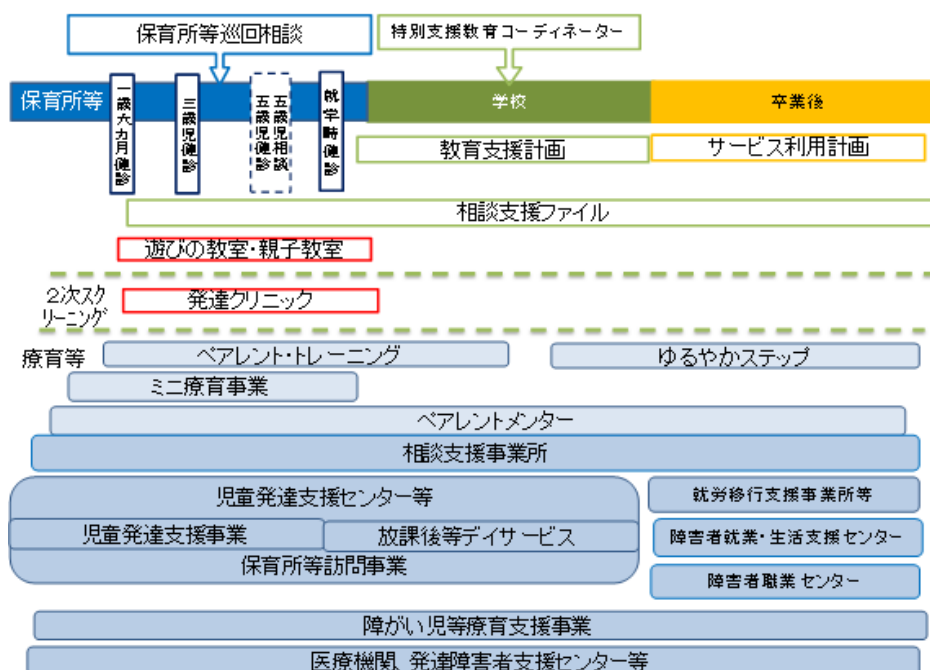 保育所等巡回相談
特別支援教育コーディネーター
保育所等
一歳六カ月健診
三歳児健診
五歳児相談
五歳児健診
就学時健診
学校
卒業後
教育支援計画
サービス利用計画
相談支援ファイル
遊びの教室・親子教室
2次スク
リーニング
発達クリニック
療育等
ペアレント・トレーニング
ゆるやかステップ
ミニ療育事業
ペアレントメンター
相談支援事業所
児童発達支援センター等
就労移行支援事業所等
児童発達支援事業
放課後等デイサービス
障害者就業・生活支援センター
保育所等訪問事業
障害者職業センター
障がい児等療育支援事業
医療機関、発達障害者支援センター等